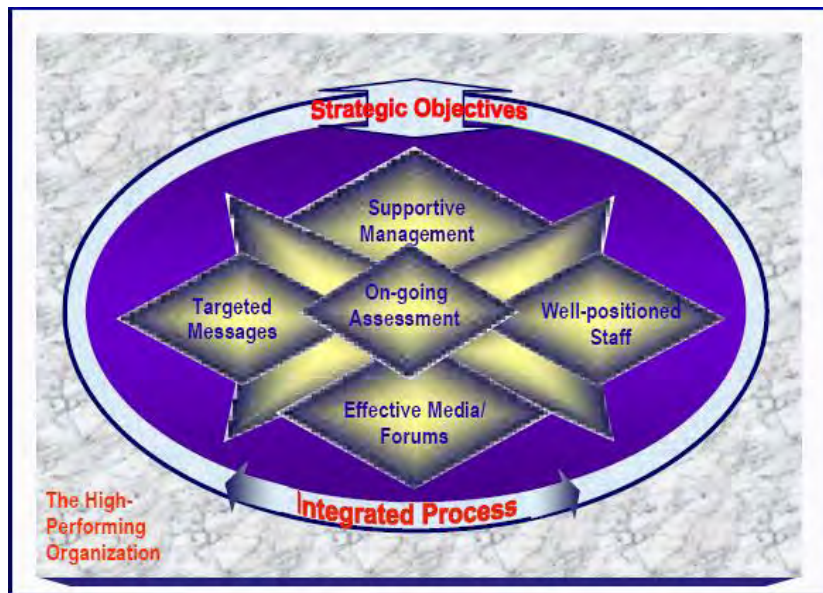 Strategic Objectives
Supportive
Management
Targeted
Messages
On-going
Assessment
Well-positioned
Staff
Effective Media/
Forums
Integrated Process
The High-
Performing
Organization